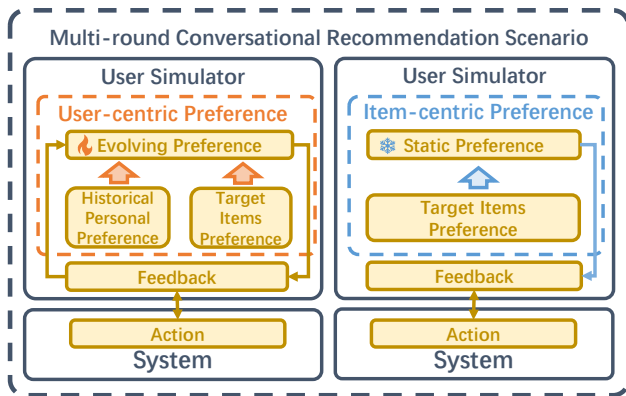 Multi-round Conversational Recommendation Scenario
User Simulator
User-centric Preference
Evolving Preference
Historical
Personal
Preference
Target
Items
Preference
Feedback
Action
System
User Simulator
Item-centric Preference
Static Preference
Target Items
Preference
Feedback
Action
System